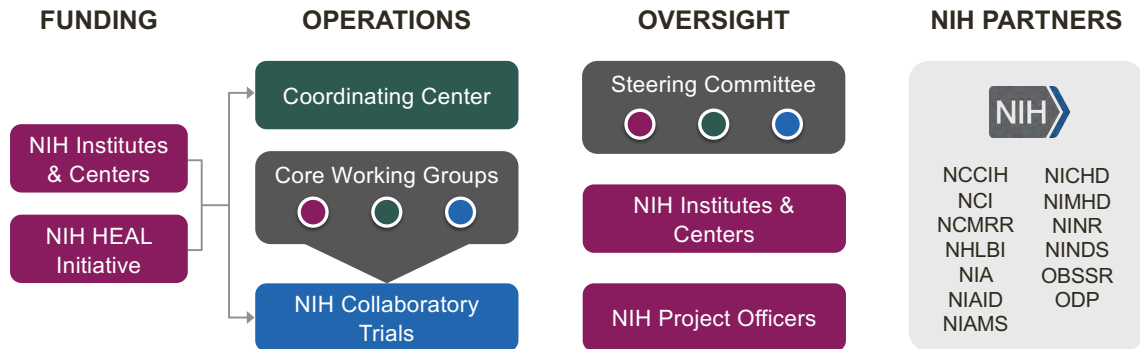 FUNDING
OPERATIONS
OVERSIGHT
NIH PARTNERS
NIH Institutes
& Centers
NIH HEAL
Initiative
Coordinating Center
Core Working Groups
NIH Collaboratory
Trials
Steering Committee
NIH Institutes &
Centers
NIH Project Officers
NIH
NCCIH
NCI
NCMRR
NHLBI
NIA
NIAID
NIAMS
NICHD
NIMHD
NINR
NINDS
OBSSR
ODP